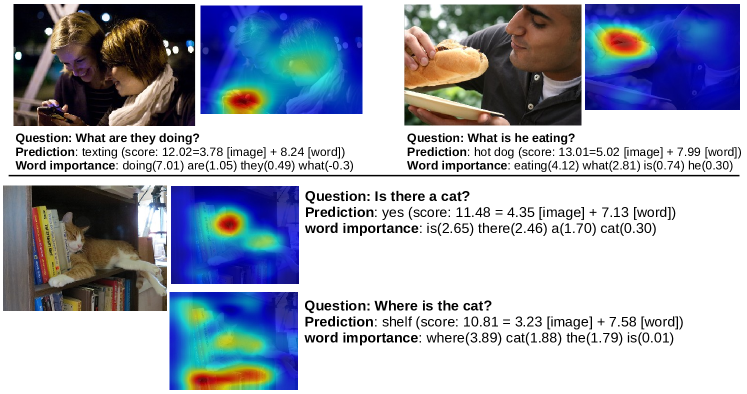 Question: What are they doing?
Prediction: texting (score: 12.02=3.78 [image] + 8.24 [word])
Word importance: doing(7.01) are(1.05) they(0.49) what(-0.3)
Question: What is he eating?
Prediction: hot dog (score: 13.01=5.02 [image] + 7.99 [word])
Word importance: eating(4.12) what(2.81) is(0.74) he(0.30)
Question: Is there a cat?
Prediction: yes (score: 11.48 = 4.35 [image] + 7.13 [word])
word importance: is(2.65) there(2.46) a(1.70) cat(0.30)
Question: Where is the cat?
Prediction: shelf (score: 10.81 = 3.23 [image] + 7.58 [word])
word importance: where(3.89) cat(1.88) the(1.79) is(0.01)